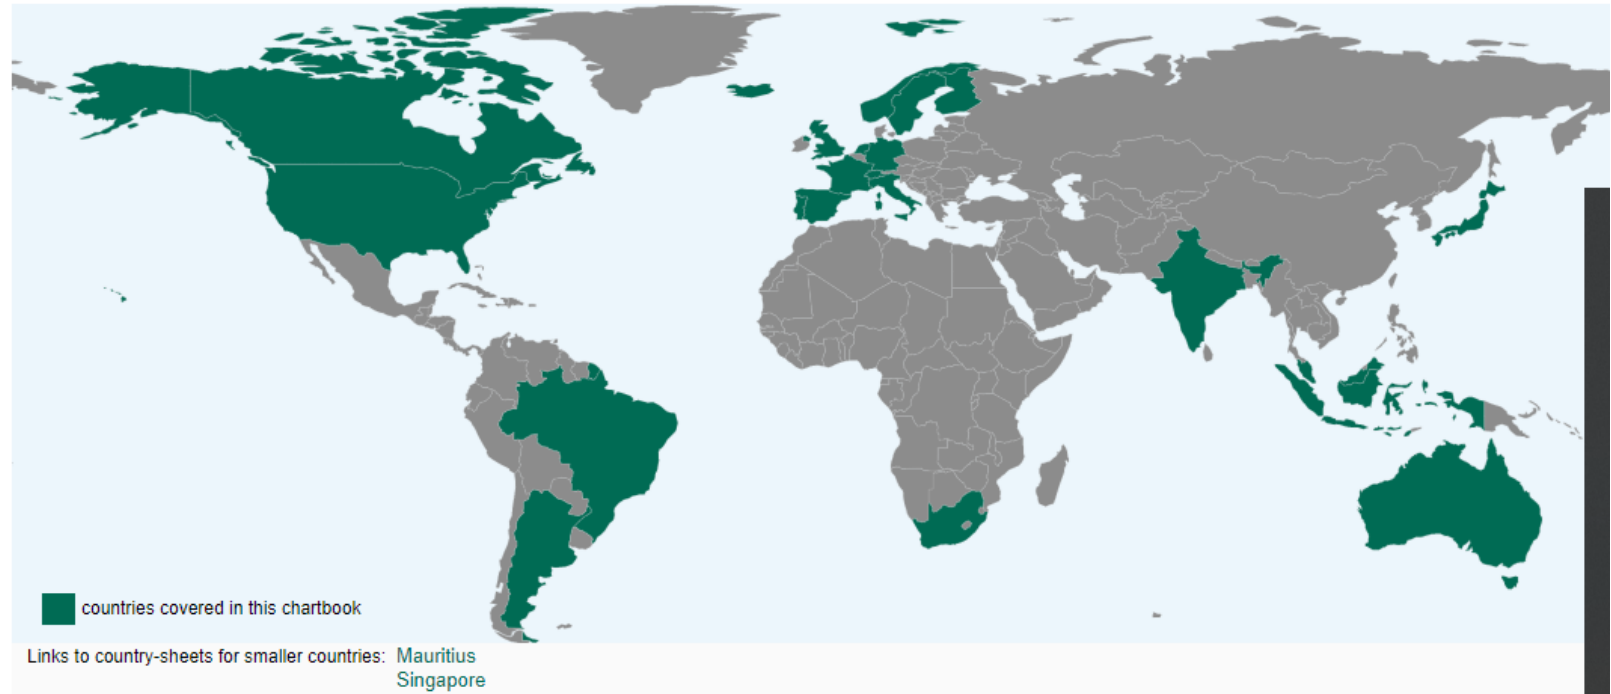 countries covered in this chartbook
Links to country-sheets for smaller countries: Mauritius
Singapore